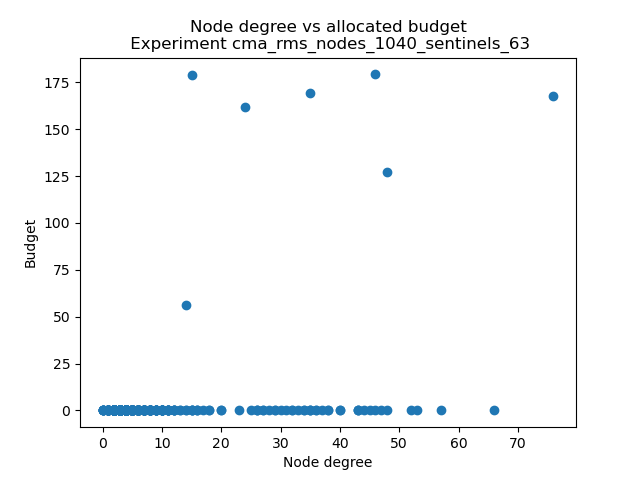 Node degree vs allocated budget
Experiment cma_rms_nodes_1040_sentinels_63
175
150
125
100
75
50
25
0
Budget
0 10 20 30 40 50 60 70
Node degree